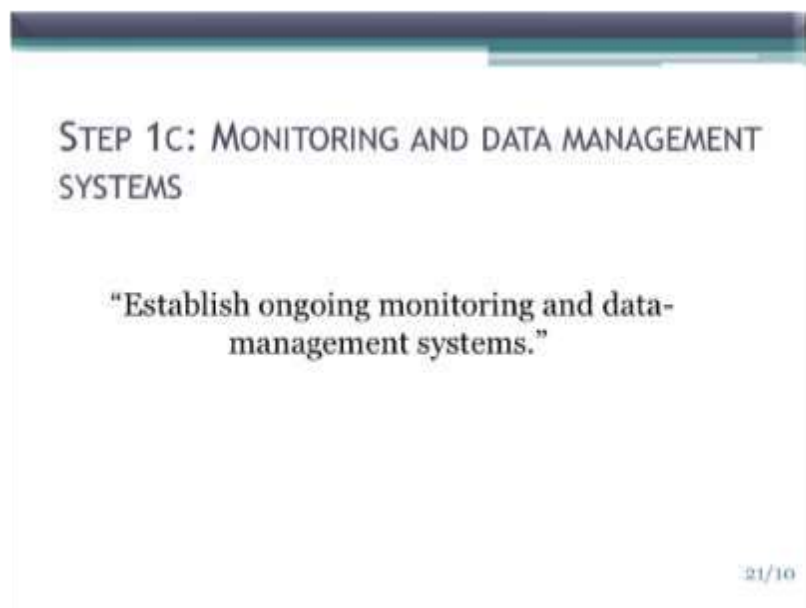 STEP 1C: MONITORING AND DATA MANAGEMENT
SYSTEMS
“Establish ongoing monitoring and data-
management systems.”
21/10